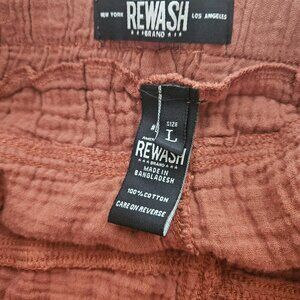 NEW YORK REWASH LOS ANGELES
BRAND
SIZE
L
REWASH
BRAND
MADE IN
BANGLADESH
100% COTTON
CARE ON REVERSE